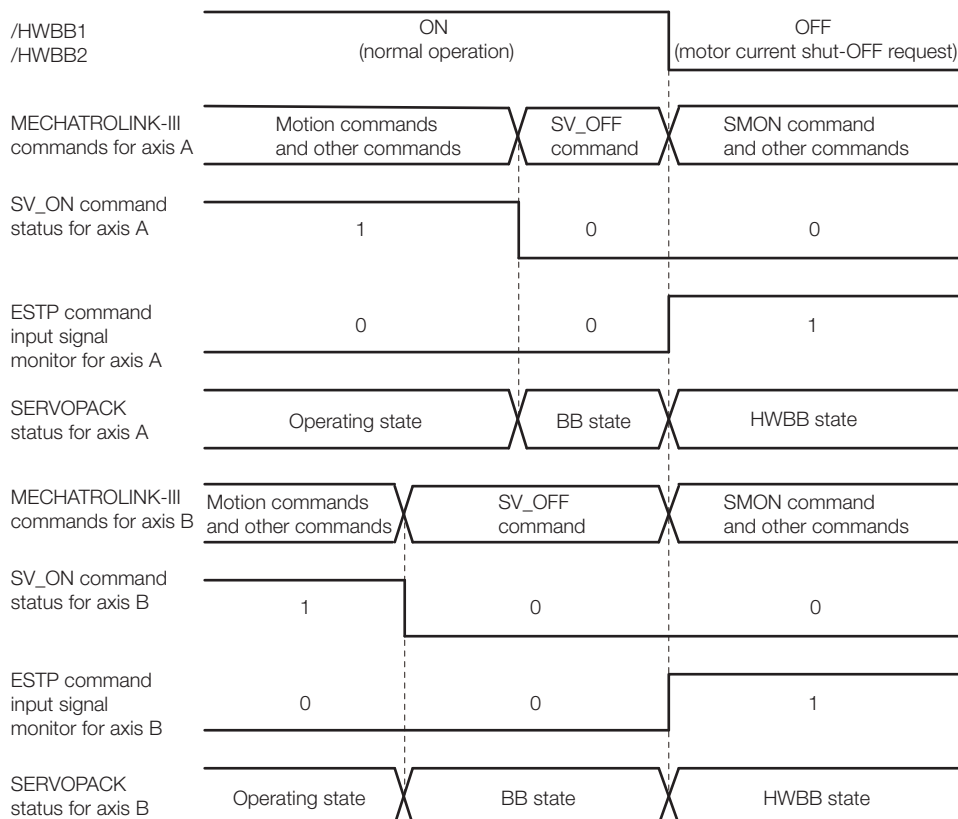 /HWBB1
/HWBB2
ON
(normal operation)
OFF
(motor current shut-OFF request)
MECHATROLINK-III
commands for axis A
Motion commands
and other commands
SV_OFF
command
SMON command
and other commands
SV_ON command
status for axis A
1
0
0
ESTP command
input signal
monitor for axis A
0
0
1
SERVOPACK
status for axis A
Operating state
BB state
HWBB state
MECHATROLINK-III
commands for axis B
Motion commands
and other commands
SV_OFF
command
SMON command
and other commands
SV_ON command
status for axis B
1
0
0
ESTP command
input signal
monitor for axis B
0
0
1
SERVOPACK
status for axis B
Operating state
BB state
HWBB state